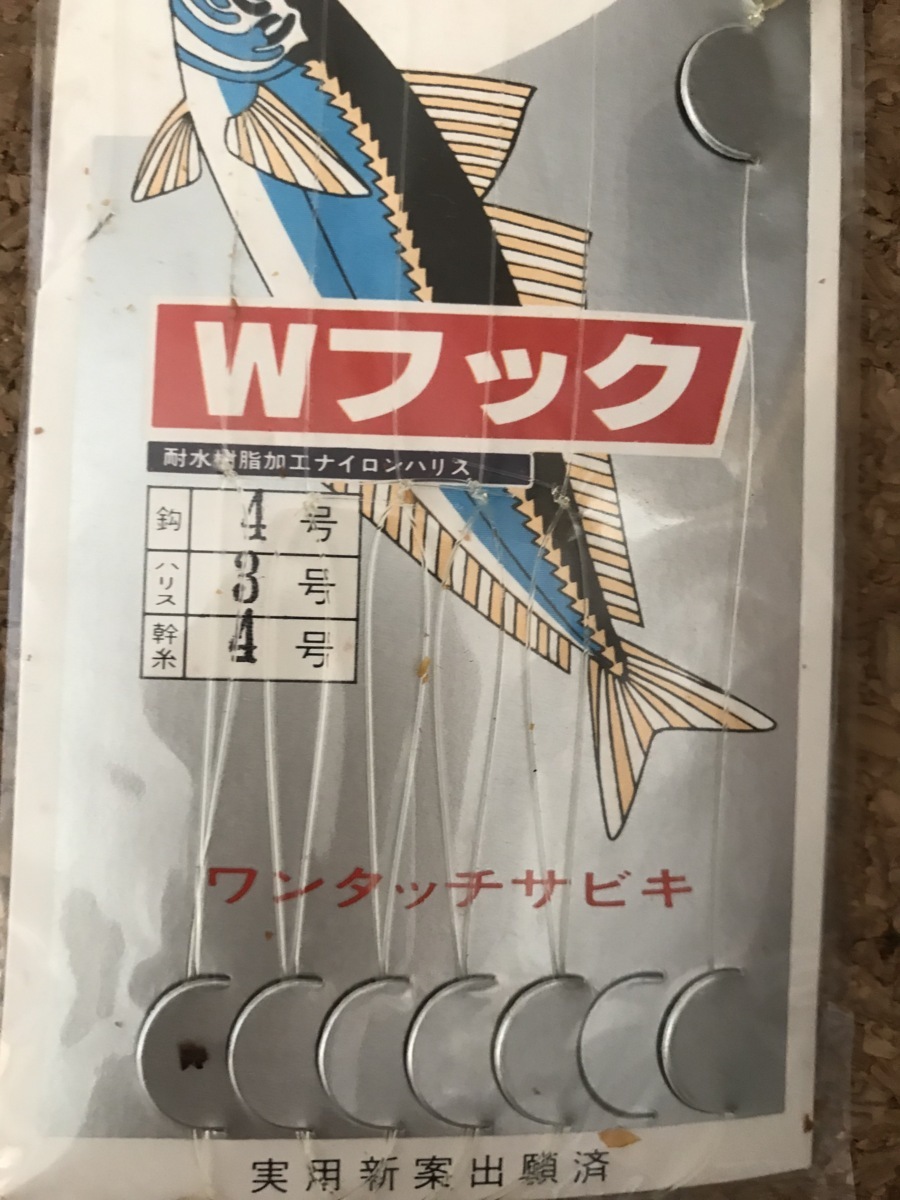 Wフック
耐水樹脂加工ナイロンハリス
鈎 4 号
ハリス 3 号
幹糸 4 号
ワンタッチサビキ
実用新案出願済